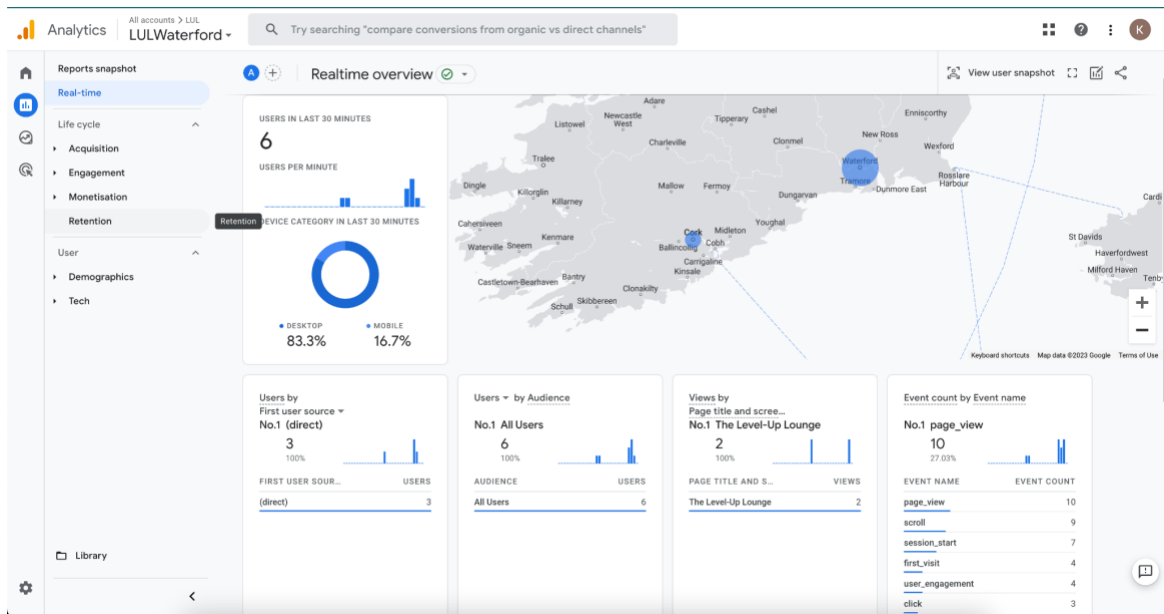 Analytics
All accounts > LUL
LULWaterford
Try searching "compare conversions from organic vs direct channels"
K
Reports snapshot
Real-time
Life cycle
Acquisition
Engagement
Monetisation
Retention
User
Demographics
Tech
Library
Retention
A
Realtime overview
View user snapshot
USERS IN LAST 30 MINUTES
6
USERS PER MINUTE
DEVICE CATEGORY IN LAST 30 MINUTES
DESKTOP
83.3%
MOBILE
16.7%
Adare
Listowel
Newcastle
West
Tipperary
Cashel
Enniscorthy
Charleville
Clonmel
New Ross
Wexford
Tralee
Waterford
Tramore
Rosslare
Harbour
Dingle
Killorglin
Killarney
Mallow
Fermoy
Dungarvan
Dunmore East
Cardi
Cahersiveen
Youghal
Cork
Midleton
Waterville
Sneem
Kenmare
Ballincollig
Cobh
St Davids
Carrigaline
Haverfordwest
Kinsale
Milford Haven
Tenby
Castletown-Bearhaven
Bantry
Clonakilty
Schull
Skibbereen
Keyboard shortcuts
Map data ©2023 Google
Terms of Use
Users by
First user source
No.1 (direct)
3
100%
FIRST USER SOUR...
USERS
(direct)
3
Users by Audience
No.1 All Users
6
100%
AUDIENCE
USERS
All Users
6
Views by
Page title and scree...
No.1 The Level-Up Lounge
2
100%
PAGE TITLE AND S...
VIEWS
The Level-Up Lounge
2
Event count by Event name
No.1 page_view
10
27.03%
EVENT NAME
EVENT COUNT
page_view
10
scroll
9
session_start
7
first_visit
4
user_engagement
4
click
3